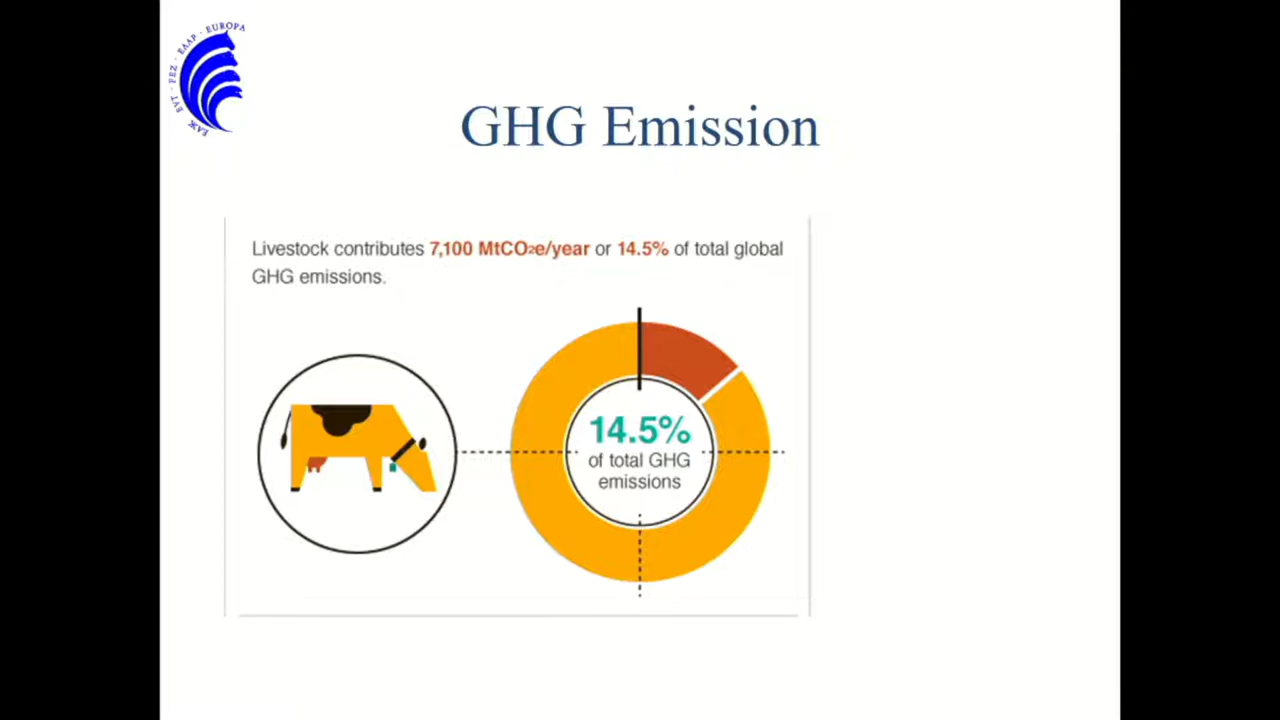 EAЖ · EVT · FEZ · EAAP · EUROPA
GHG Emission
Livestock contributes 7,100 MtCO2e/year or 14.5% of total global
GHG emissions.
14.5%
of total GHG
emissions